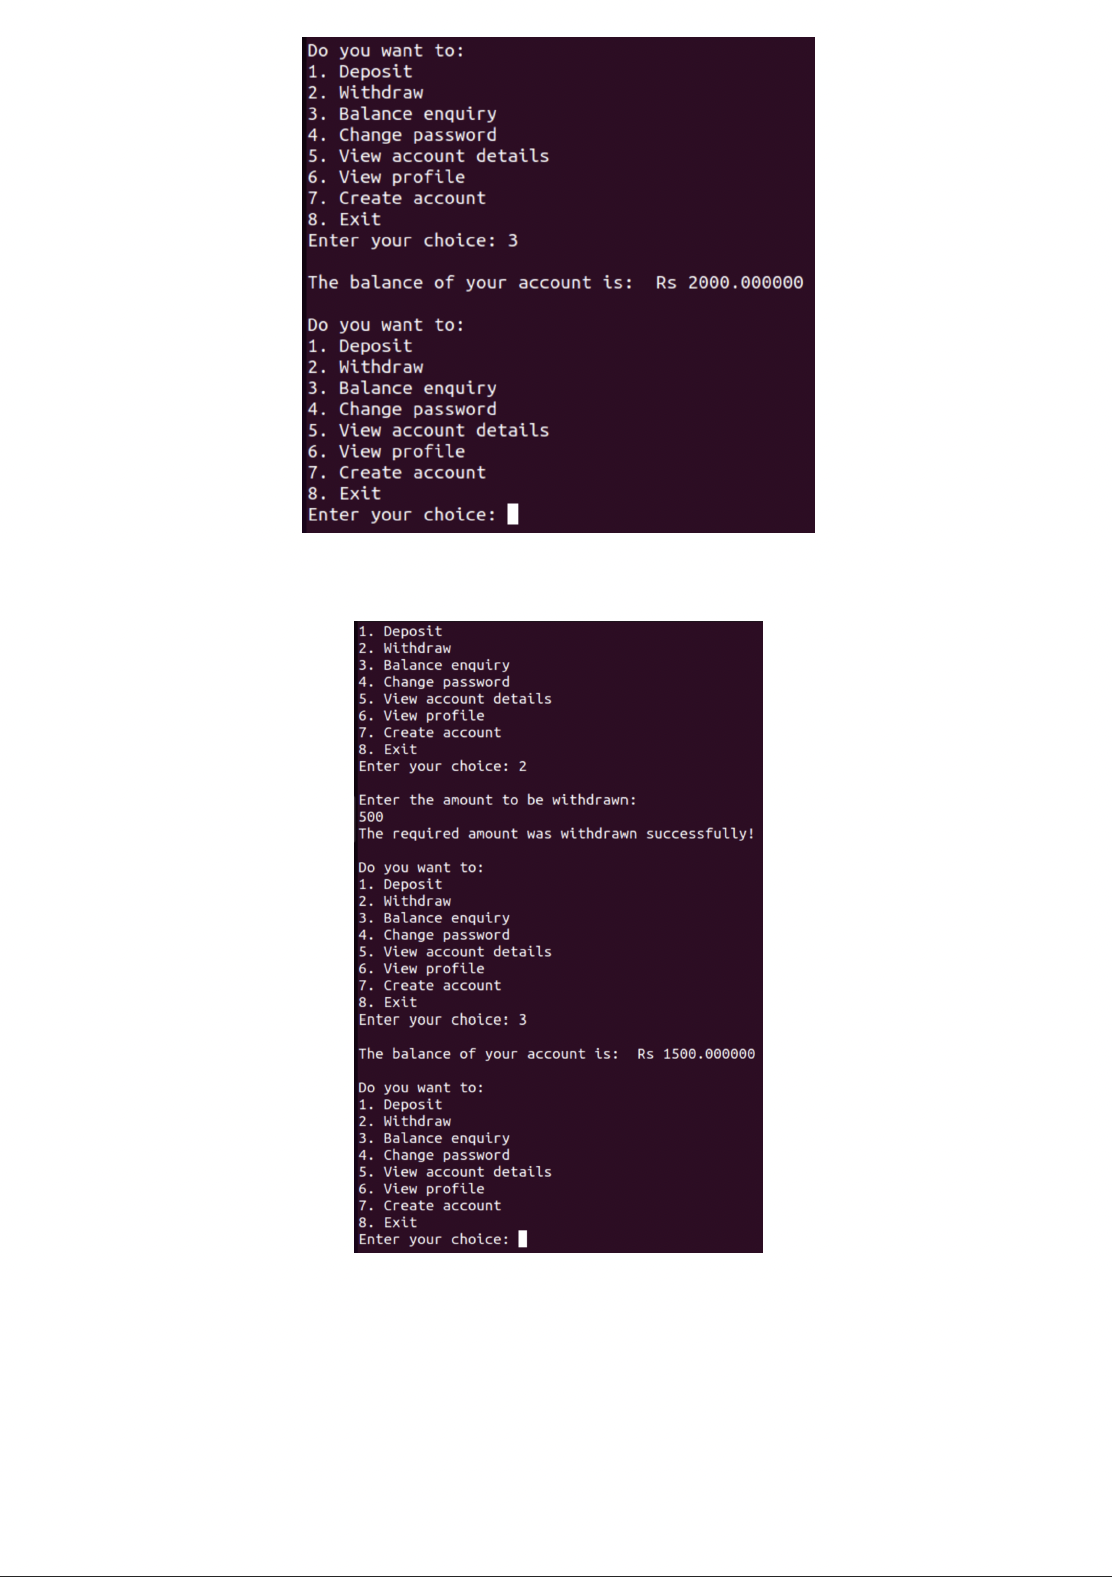 Do you want to:
1. Deposit
2. Withdraw
3. Balance enquiry
4. Change password
5. View account details
6. View profile
7. Create account
8. Exit
Enter your choice: 3
The balance of your account is:  Rs 2000.000000
Do you want to:
1. Deposit
2. Withdraw
3. Balance enquiry
4. Change password
5. View account details
6. View profile
7. Create account
8. Exit
Enter your choice:
1. Deposit
2. Withdraw
3. Balance enquiry
4. Change password
5. View account details
6. View profile
7. Create account
8. Exit
Enter your choice: 2
Enter the amount to be withdrawn:
500
The required amount was withdrawn successfully!
Do you want to:
1. Deposit
2. Withdraw
3. Balance enquiry
4. Change password
5. View account details
6. View profile
7. Create account
8. Exit
Enter your choice: 3
The balance of your account is:  Rs 1500.000000
Do you want to:
1. Deposit
2. Withdraw
3. Balance enquiry
4. Change password
5. View account details
6. View profile
7. Create account
8. Exit
Enter your choice: